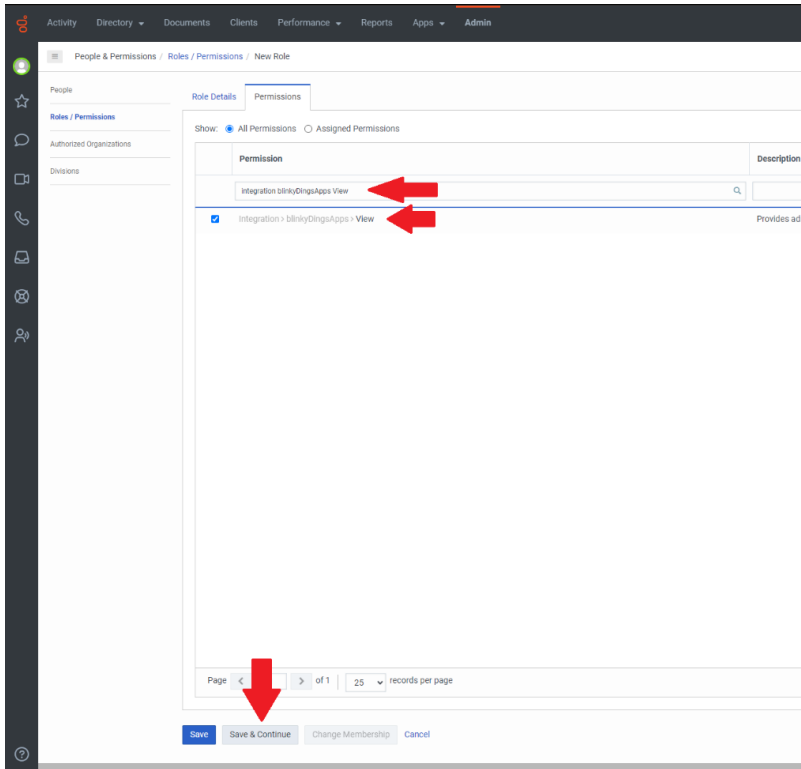 Activity Directory Documents Clients Performance Reports Apps Admin
People & Permissions / Roles / Permissions / New Role
People
Roles / Permissions
Authorized Organizations
Divisions
Role Details Permissions
Show: All Permissions Assigned Permissions
Permission Description
Integration blinkyDingsApps View
Integration > blinkyDingsApps > View Provides ad
Page of 1 25 records per page
Save Save & Continue Change Membership Cancel